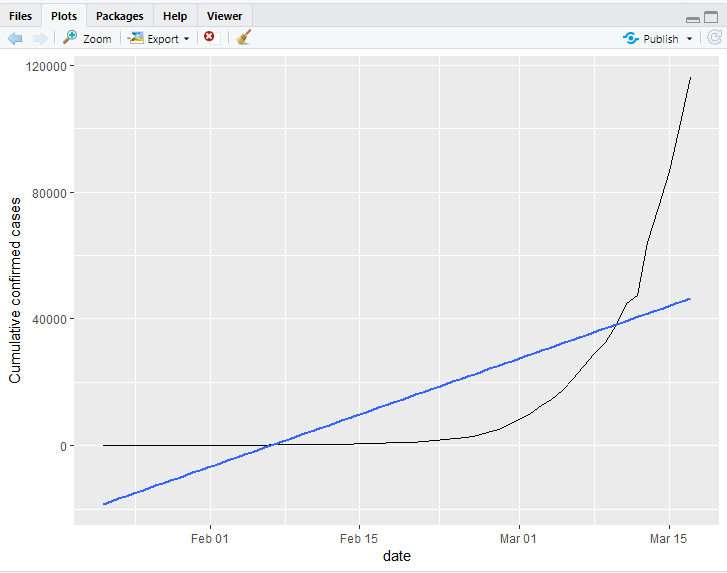 Files Plots Packages Help Viewer
Zoom Export Publish
120000
80000
40000
0
Cumulative confirmed cases
Feb 01 Feb 15 Mar 01 Mar 15
date